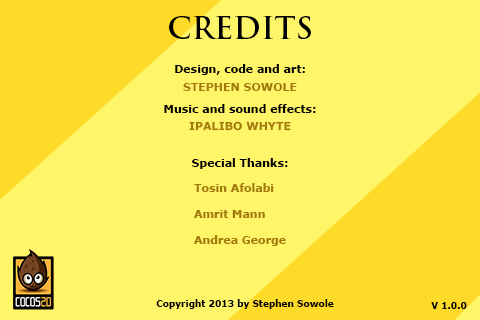 CREDITS
Design, code and art:
STEPHEN SOWOLE
Music and sound effects:
IPALIBO WHYTE
Special Thanks:
Tosin Afolabi
Amrit Mann
Andrea George
COCOS2D
Copyright 2013 by Stephen Sowole
V 1.0.0